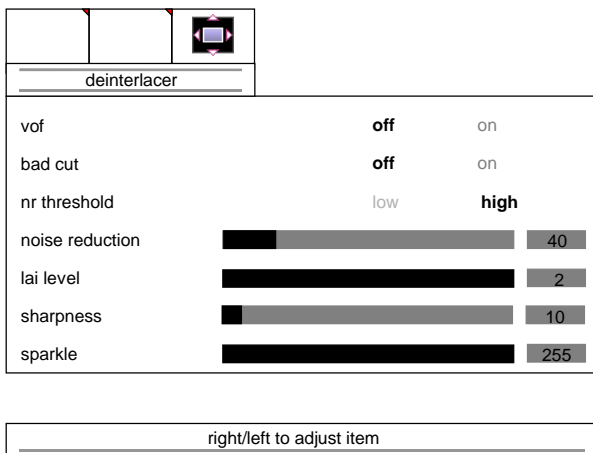 deinterlacer
vof off on
bad cut off on
nr threshold low high
noise reduction 40
lai level 2
sharpness 10
sparkle 255
right/left to adjust item